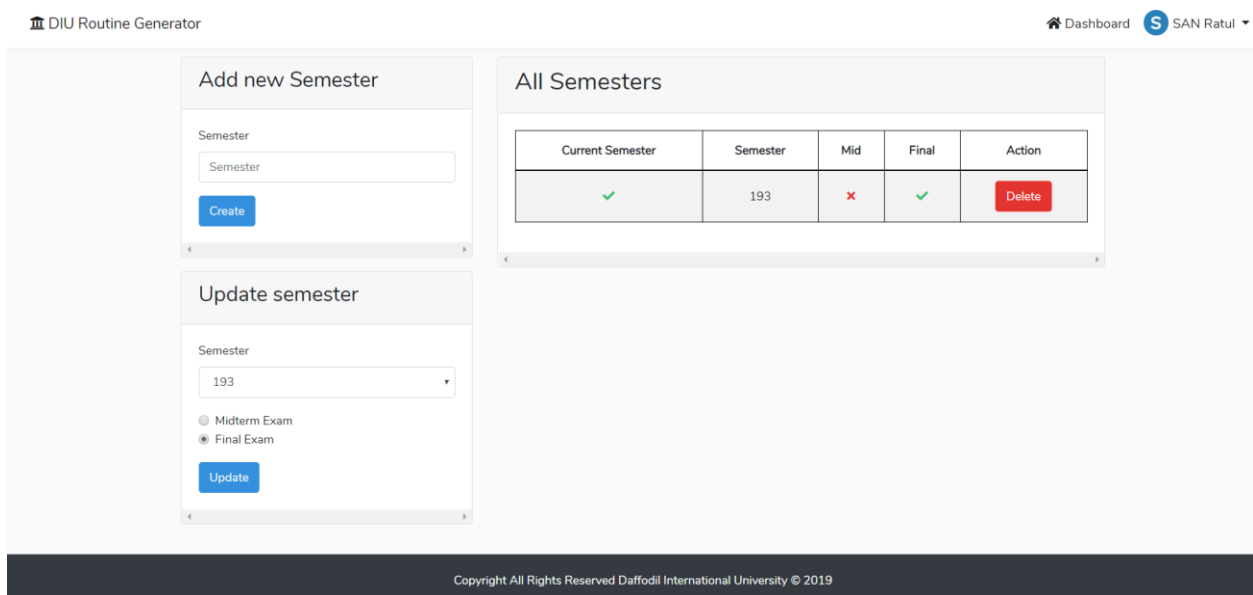 DIU Routine Generator
Dashboard S SAN Ratul
Add new Semester
Semester
Semester
Create
Update semester
Semester
193
Midterm Exam
Final Exam
Update
All Semesters
Current Semester Semester Mid Final Action
193 Delete
Copyright All Rights Reserved Daffodil International University © 2019